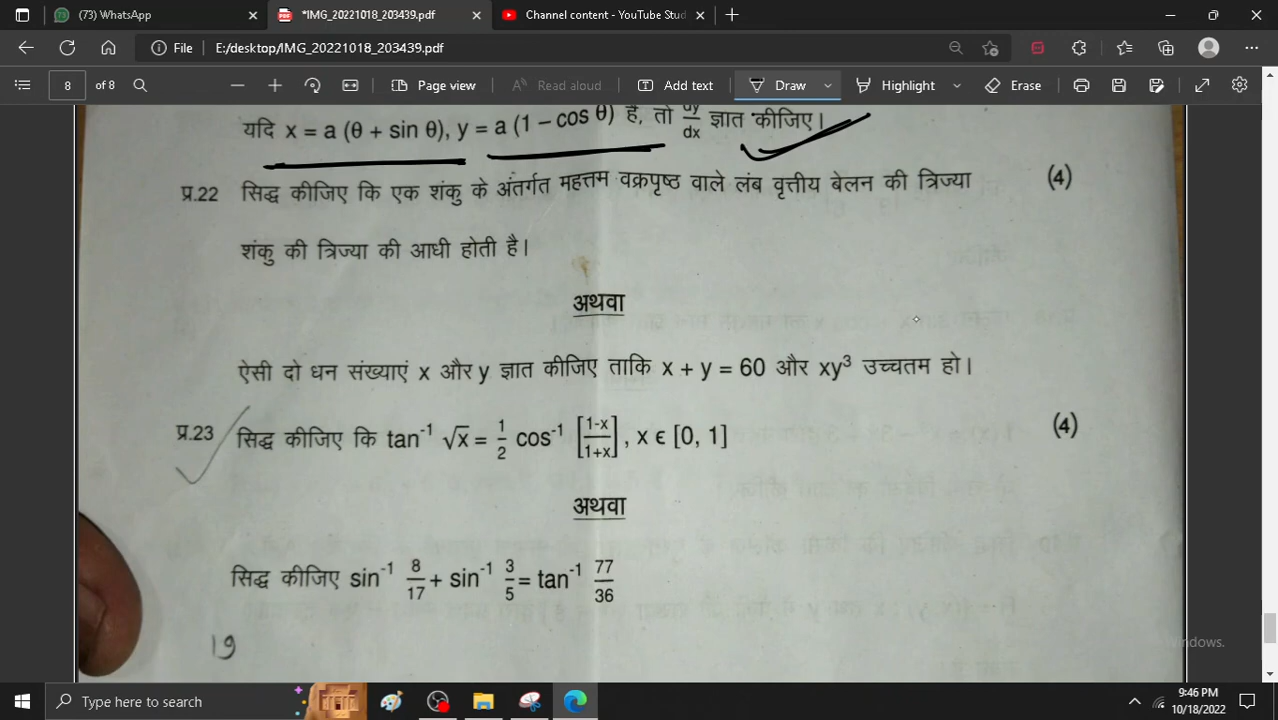 (73) WhatsApp
*IMG_20221018_203439.pdf
Channel content - YouTube Stud
File
E:/desktop/IMG_20221018_203439.pdf
8 of 8
Page view
Read aloud
Add text
Draw
Highlight
Erase
यदि x = a (θ + sin θ), y = a (1 – cos θ) है, तो dy/dx ज्ञात कीजिए।
प्र.22 सिद्ध कीजिए कि एक शंकु के अंतर्गत महत्तम वक्रपृष्ठ वाले लंब वृत्तीय बेलन की त्रिज्या (4)
शंकु की त्रिज्या की आधी होती है।
अथवा
ऐसी दो धन संख्याएं x और y ज्ञात कीजिए ताकि x + y = 60 और xy³ उच्चतम हो।
प्र.23 सिद्ध कीजिए कि tan⁻¹ √x = 1/2 cos⁻¹ [1-x/1+x], x ϵ [0, 1] (4)
अथवा
सिद्ध कीजिए sin⁻¹ 8/17 + sin⁻¹ 3/5 = tan⁻¹ 77/36
19
Windows.
Type here to search
9:46 PM
10/18/2022